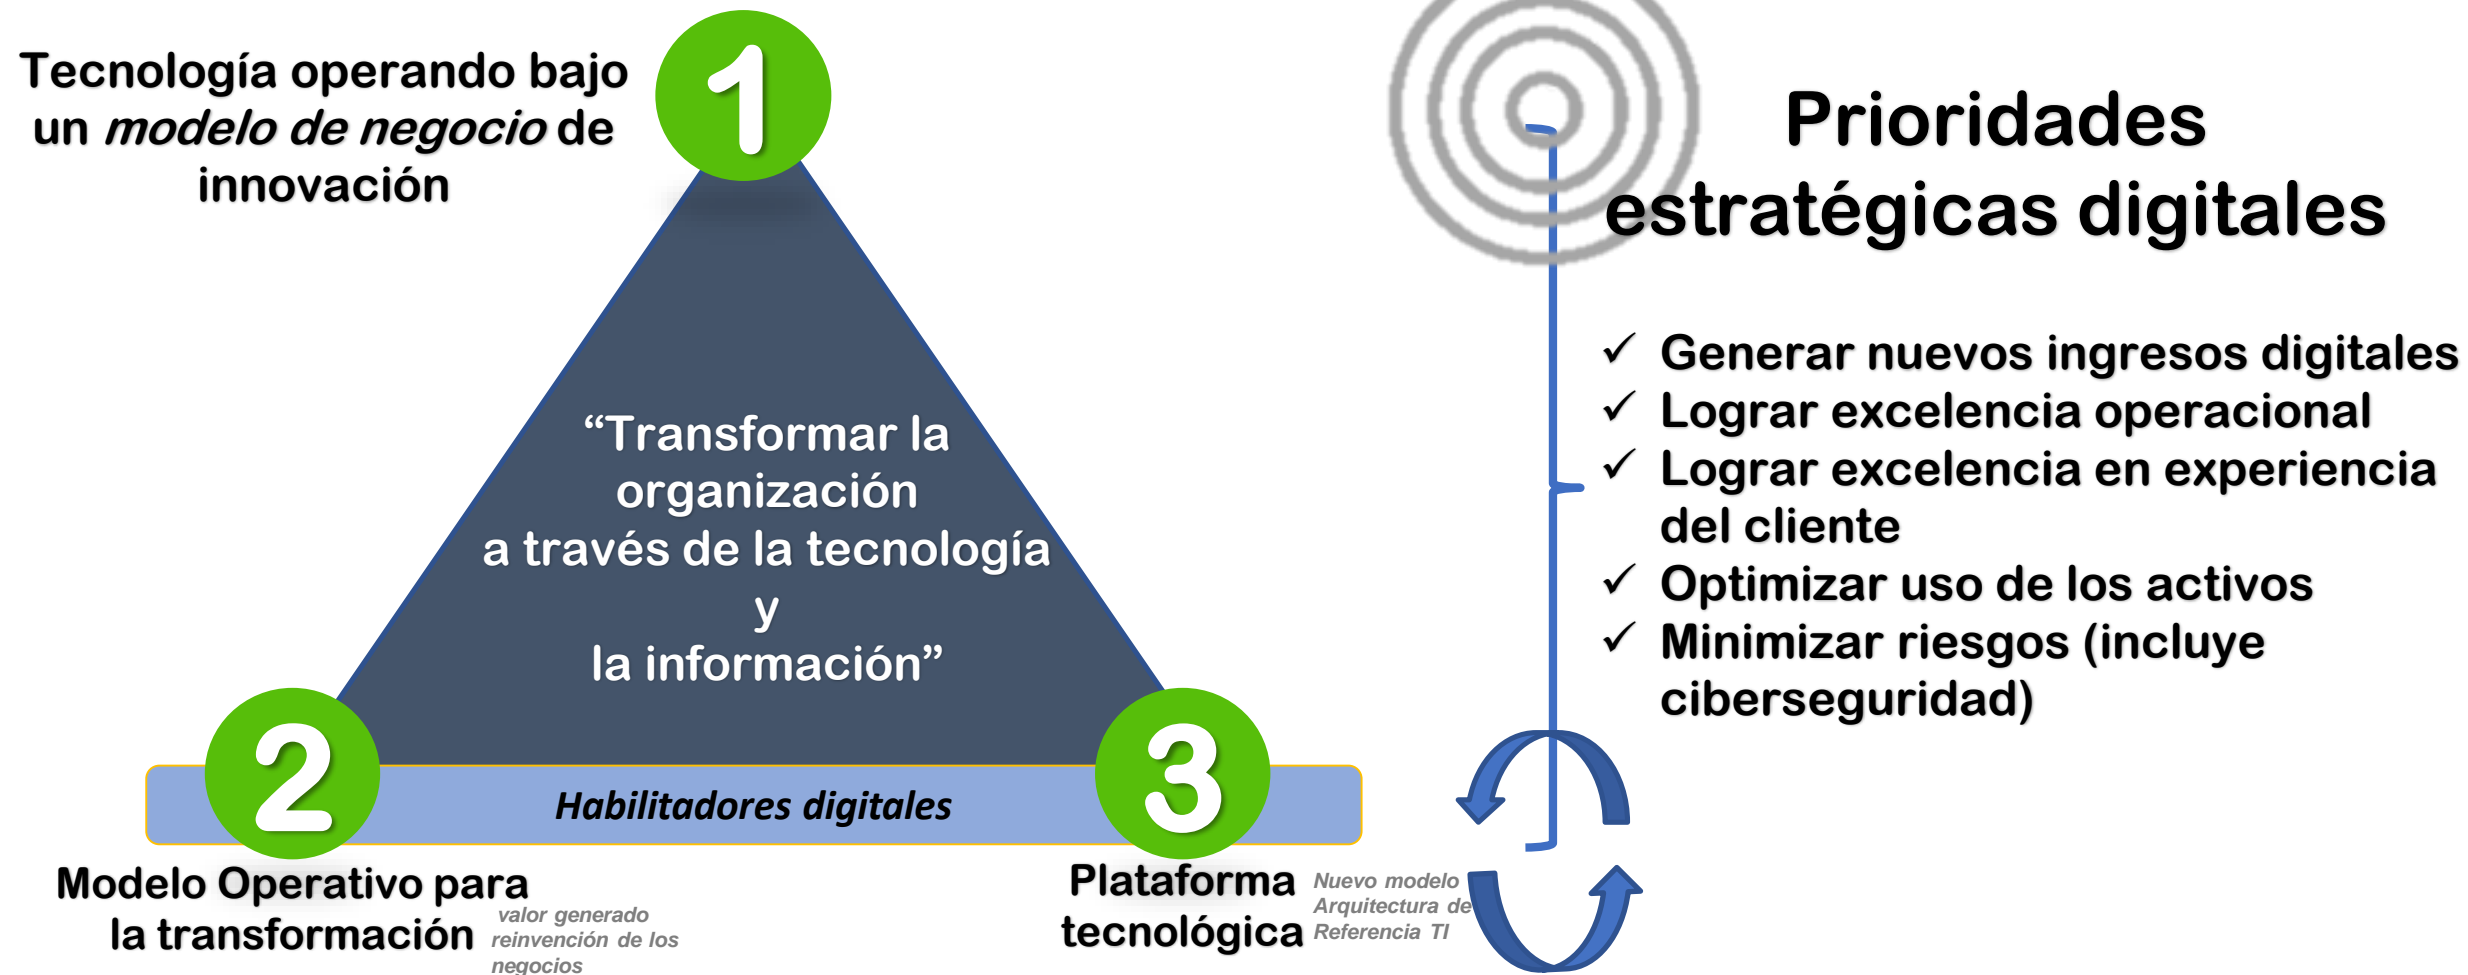 1
Tecnología operando bajo
un modelo de negocio de
innovación
“Transformar la
organización
a través de la tecnología
y
la información”
2
Habilitadores digitales
3
Modelo Operativo para
la transformación
valor generado
reinvención de los
negocios
Plataforma
tecnológica
Nuevo modelo
Arquitectura de
Referencia TI
Prioridades
estratégicas digitales
✓ Generar nuevos ingresos digitales
✓ Lograr excelencia operacional
✓ Lograr excelencia en experiencia
del cliente
✓ Optimizar uso de los activos
✓ Minimizar riesgos (incluye
ciberseguridad)